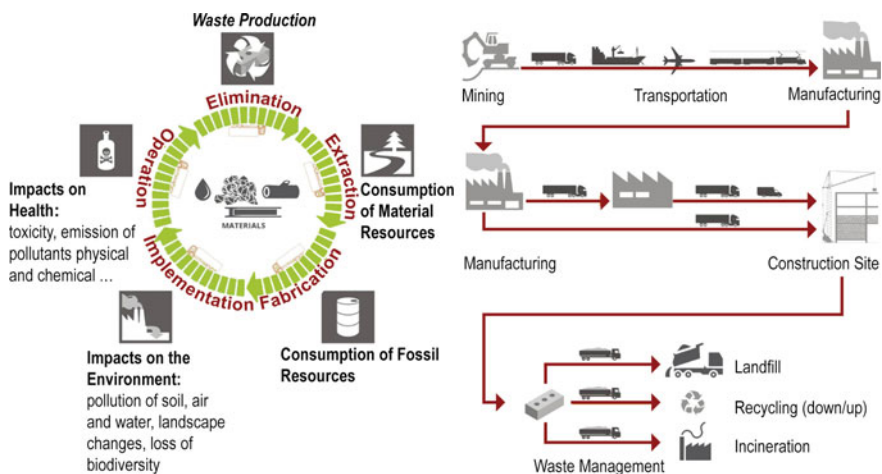 Waste Production
Elimination
Extraction
Fabrication
Implementation
Operation
MATERIALS
Consumption
of Material
Resources
Consumption of Fossil
Resources
Impacts on the
Environment:
pollution of soil, air
and water, landscape
changes, loss of
biodiversity
Impacts on
Health:
toxicity, emission of
pollutants physical
and chemical ...
Mining
Transportation
Manufacturing
Manufacturing
Construction Site
Landfill
Recycling (down/up)
Incineration
Waste Management